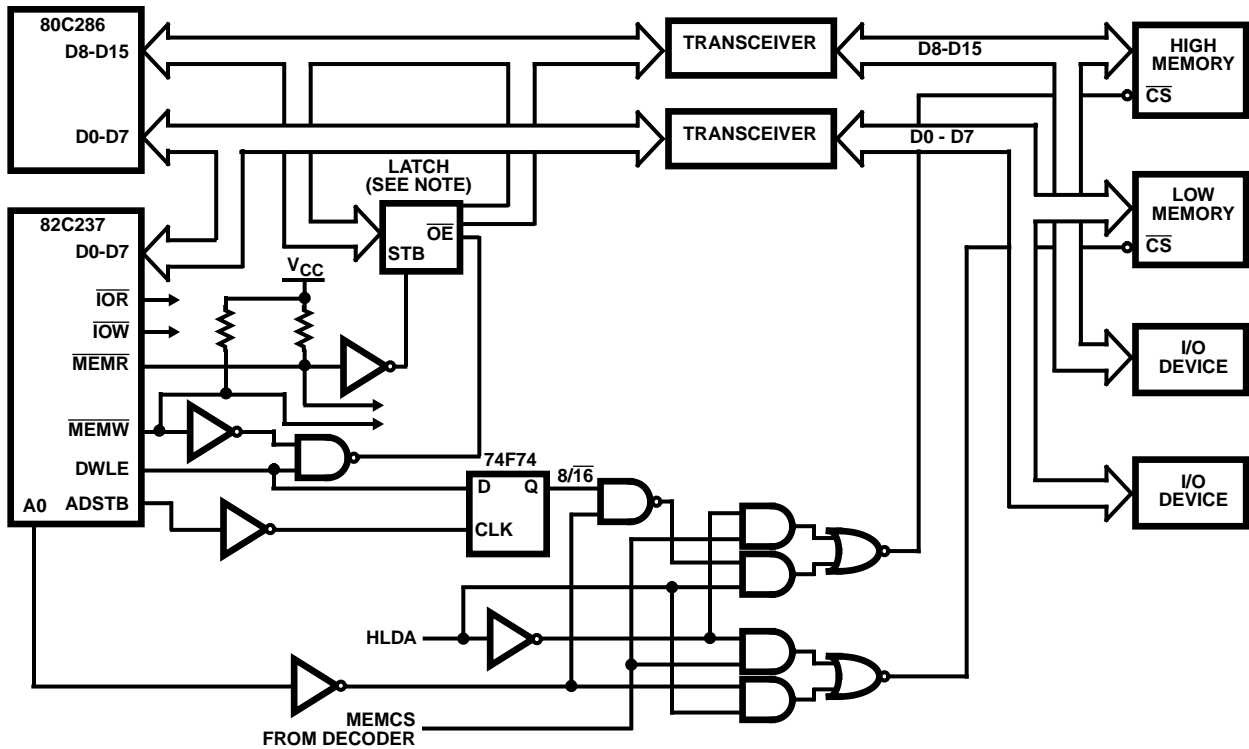 80C286
D8-D15
D0-D7
TRANSCEIVER
D8-D15
HIGH
MEMORY
CS
TRANSCEIVER
D0 - D7
LATCH
(SEE NOTE)
OE
STB
LOW
MEMORY
CS
82C237
D0-D7
VCC
IOR
IOW
MEMR
I/O
DEVICE
MEMW
DWLE
ADSTB
A0
74F74
D
Q
CLK
8/16
I/O
DEVICE
HLDA
MEMCS
FROM DECODER